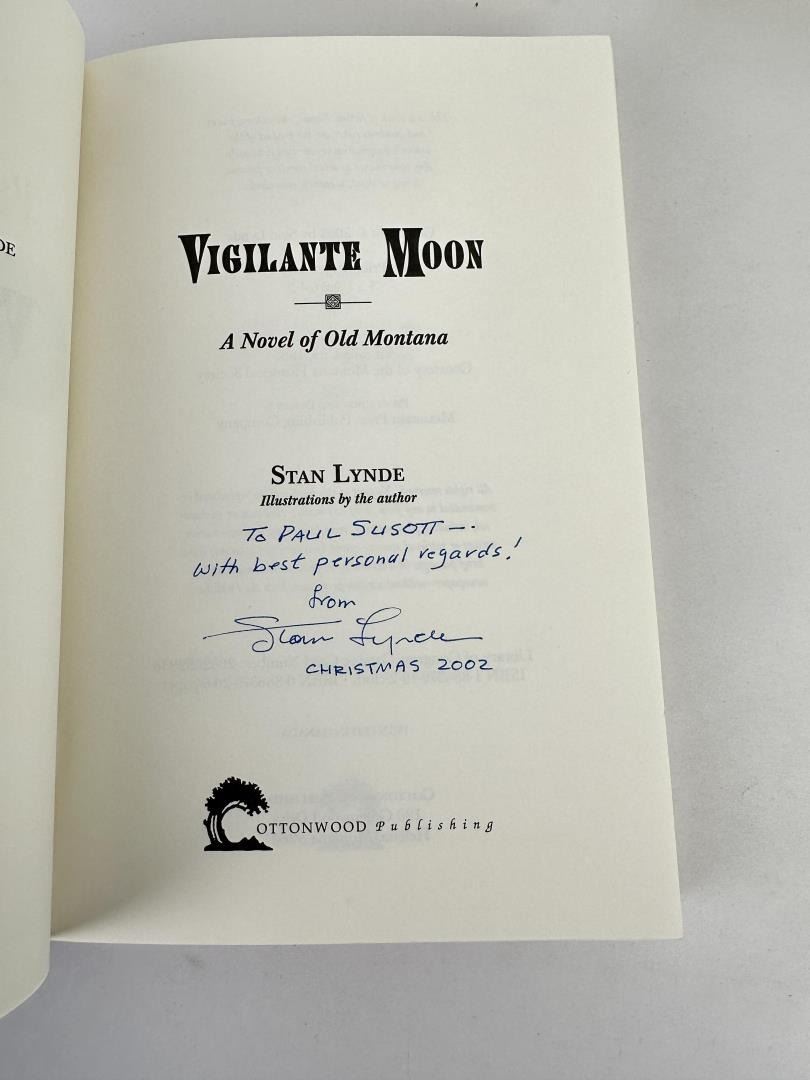 DE
VIGILANTE MOON
A Novel of Old Montana
STAN LYNDE
Illustrations by the author
TO PAUL SUSOTT —.
with best personal regards!
from
Stan Lynde
CHRISTMAS 2002
COTTONWOOD Publishing